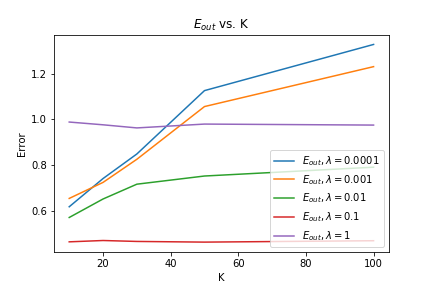 E_out vs. K
Error
1.2
1.0
0.8
0.6
20
40
60
80
100
K
E_out, λ = 0.0001
E_out, λ = 0.001
E_out, λ = 0.01
E_out, λ = 0.1
E_out, λ = 1